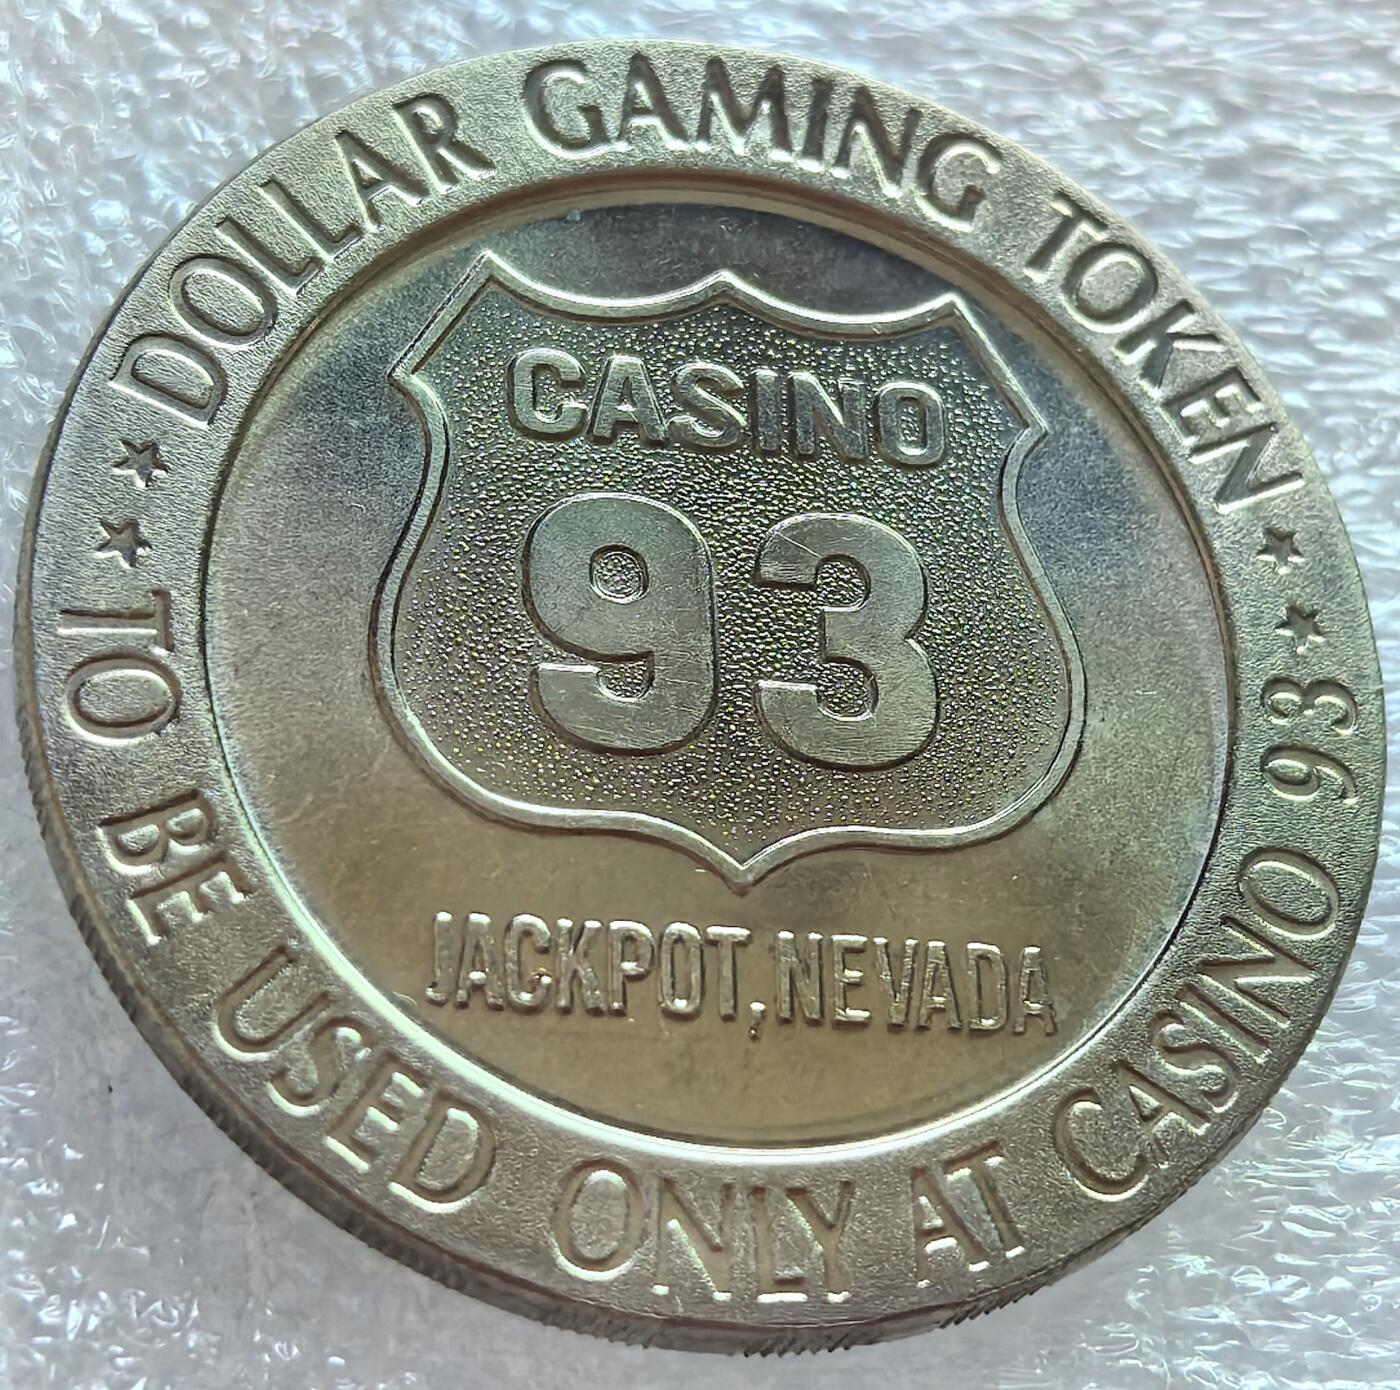 DOLLAR GAMING TOKEN
CASINO
93
JACKPOT, NEVADA
TO BE USED ONLY AT CASINO 93